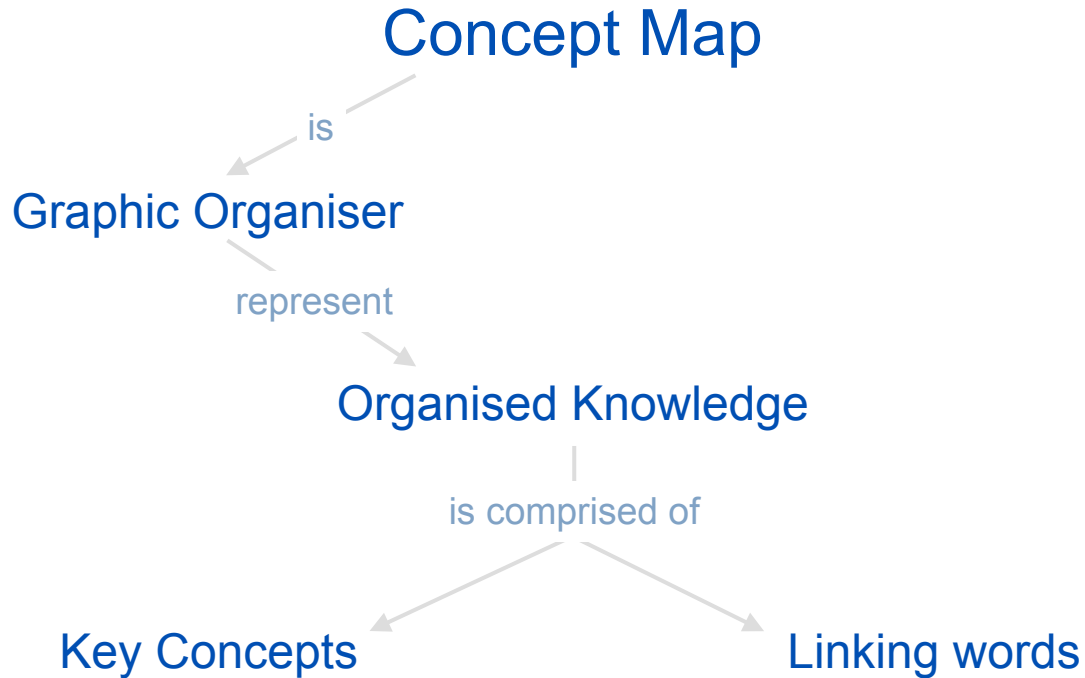 Concept Map
is
Graphic Organiser
represent
Organised Knowledge
is comprised of
Key Concepts
Linking words